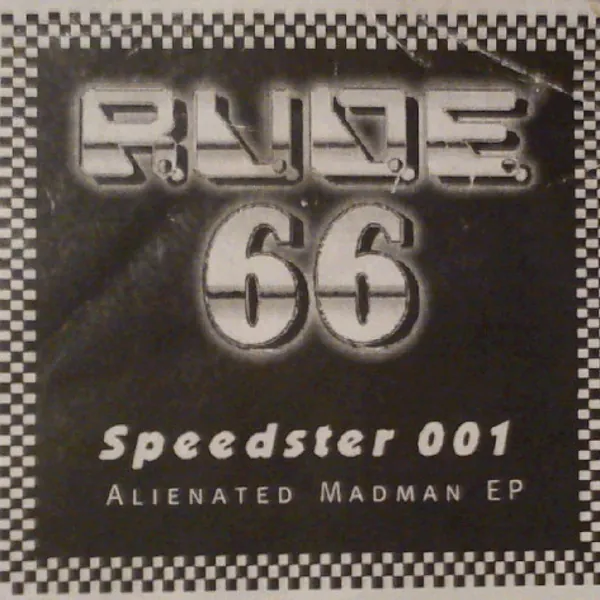 R.U.D.E.
66
Speedster 001
Alienated Madman EP